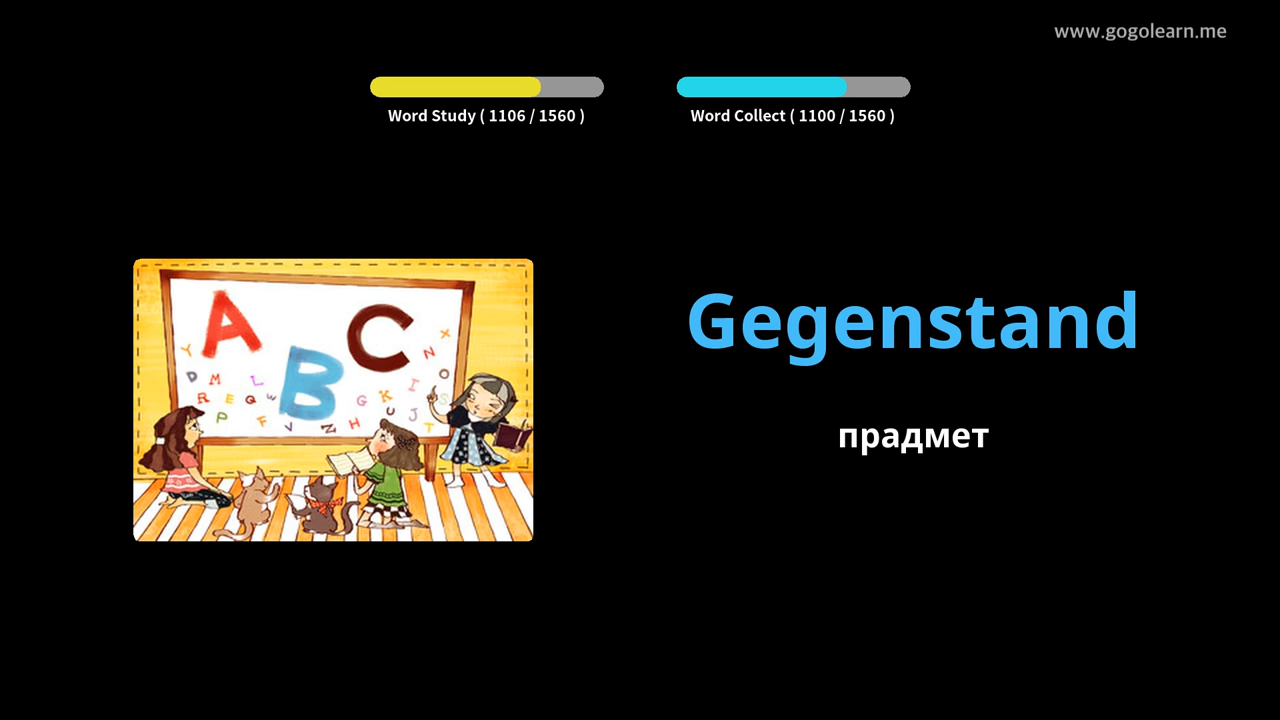 www.gogolearn.me
Word Study ( 1106 / 1560 )
Word Collect ( 1100 / 1560 )
Gegenstand
прадмет
A
B
C
X
Y
N
D M L
O
I
R E Q W
G K
S
P
F
V
Z
H
U
J
T